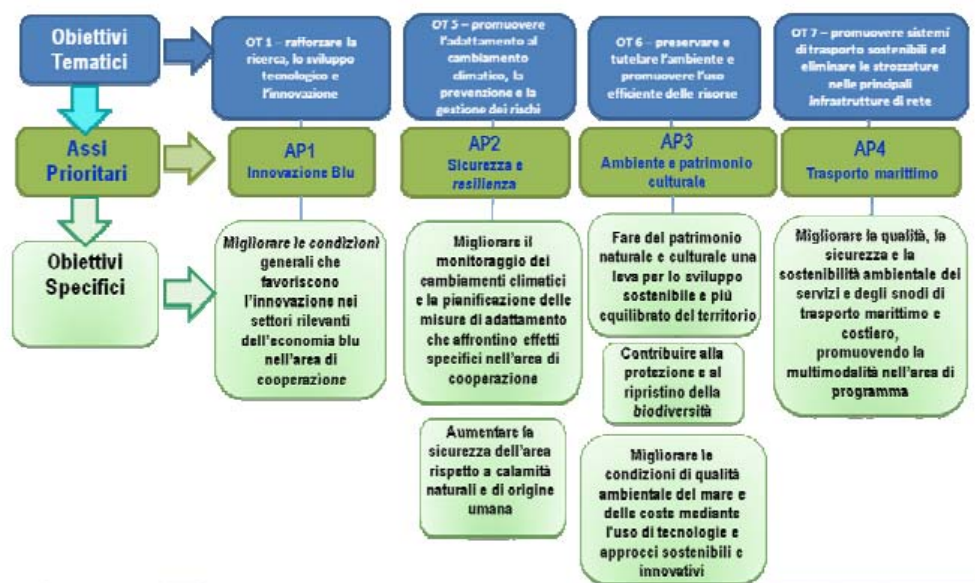 Obiettivi
Tematici
OT 1 – rafforzare la
ricerca, lo sviluppo
tecnologico e
l'innovazione
OT 5 – promuovere
l'adattamento al
cambiamento
climatico, la
prevenzione e la
gestione dei rischi
OT 6 – preservare e
tutelare l'ambiente e
promuovere l'uso
efficiente delle risorse
OT 7 – promuovere sistemi
di trasporto sostenibili ed
eliminare le strozzature
nelle principali
infrastrutture di rete
Assi
Prioritari
AP1
Innovazione Blu
AP2
Sicurezza e
resilienza
AP3
Ambiente e patrimonio
culturale
AP4
Trasporto marittimo
Obiettivi
Specifici
Migliorare le condizioni
generali che
favoriscono
l'innovazione nei
settori rilevanti
dell'economia blu
nell'area di
cooperazione
Migliorare il
monitoraggio dei
cambiamenti climatici
e la pianificazione delle
misure di adattamento
che affrontino effetti
specifici nell'area di
cooperazione
Aumentare la
sicurezza dell'area
rispetto a calamità
naturali e di origine
umana
Fare del patrimonio
naturale e culturale una
leva per lo sviluppo
sostenibile e più
equilibrato del territorio
Contribuire alla
protezione e al
ripristino della
biodiversità
Migliorare le
condizioni di qualità
ambientale del mare e
delle coste mediante
l'uso di tecnologie e
approcci sostenibili e
innovativi
Migliorare la qualità, la
sicurezza e la
sostenibilità ambientale dei
servizi e degli snodi di
trasporto marittimo e
costiero,
promuovendo la
multimodalità nell'area di
programma